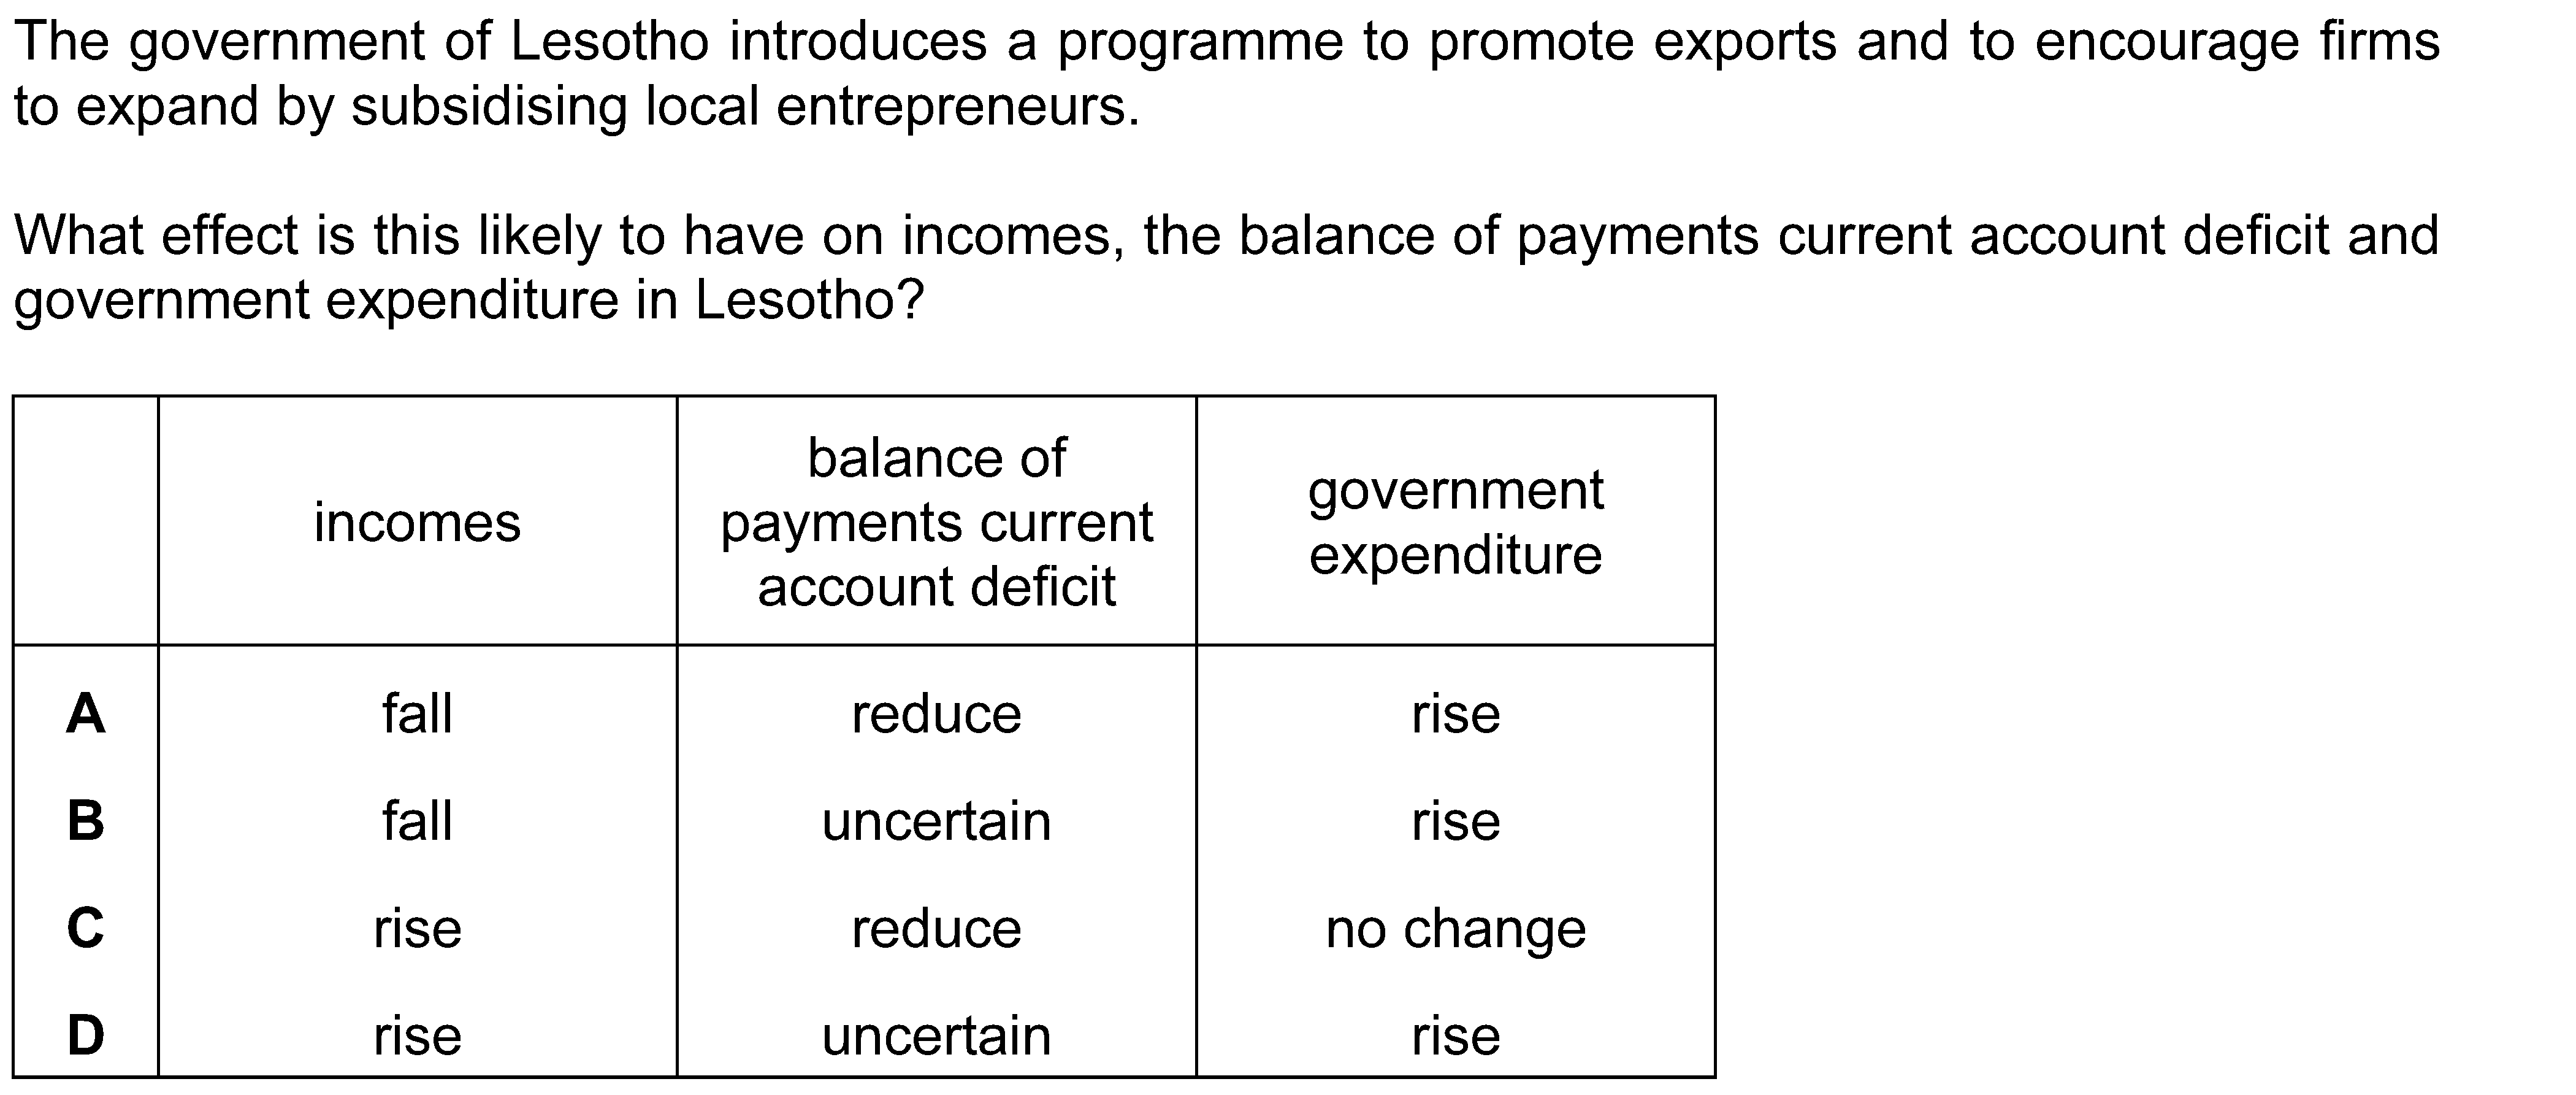 The government of Lesotho introduces a programme to promote exports and to encourage firms
to expand by subsidising local entrepreneurs.
What effect is this likely to have on incomes, the balance of payments current account deficit and
government expenditure in Lesotho?
incomes
balance of
payments current
account deficit
government
expenditure
A fall reduce rise
B fall uncertain rise
C rise reduce no change
D rise uncertain rise